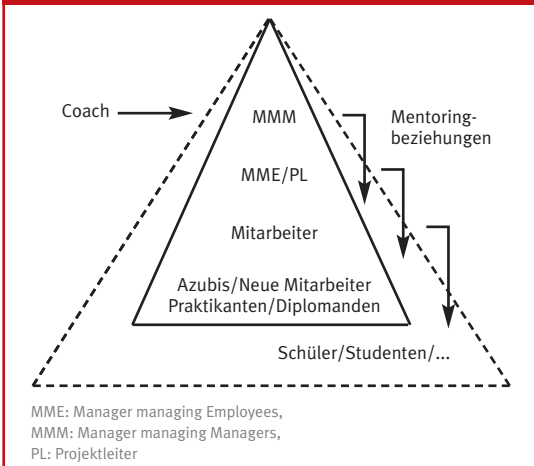 Coach
MMM
Mentoring-
beziehungen
MME/PL
Mitarbeiter
Azubis/Neue Mitarbeiter
Praktikanten/Diplomanden
Schüler/Studenten/...
MME: Manager managing Employees,
MMM: Manager managing Managers,
PL: Projektleiter